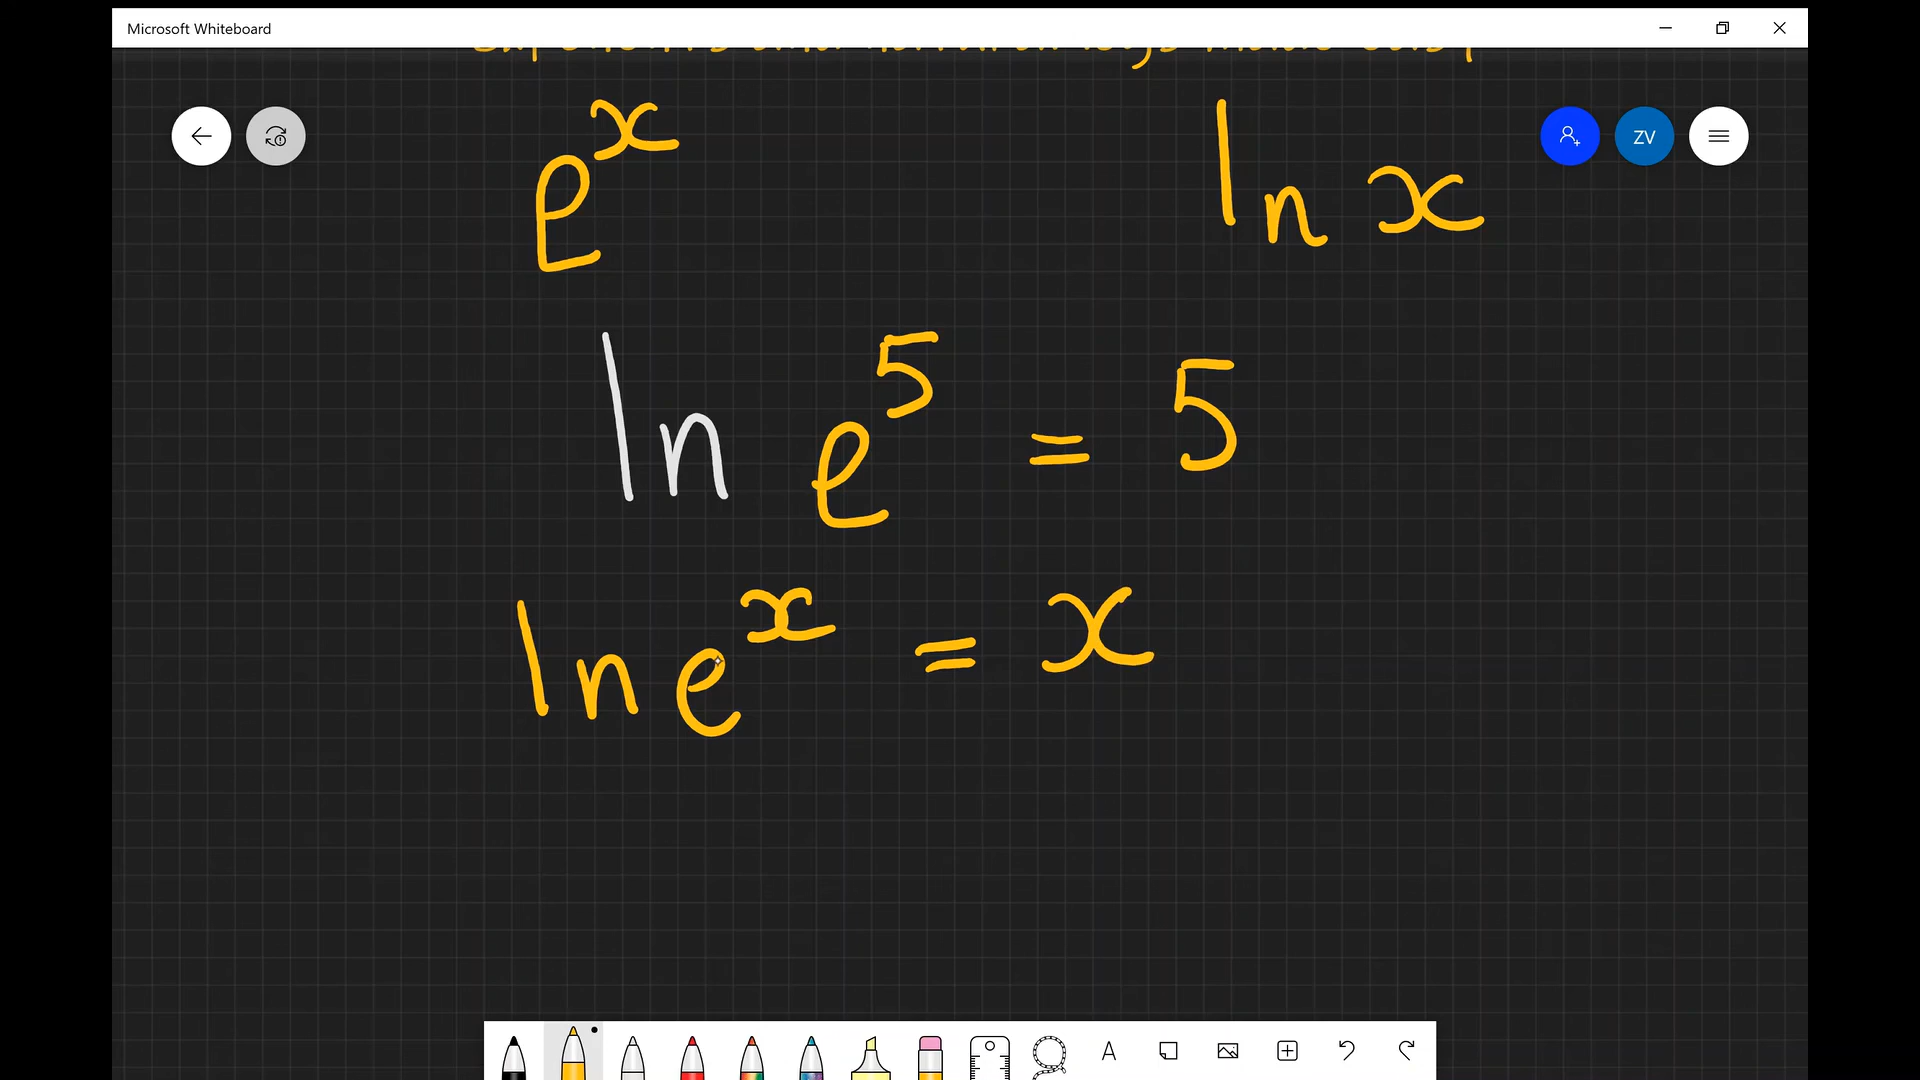 Microsoft Whiteboard
ZV
e^x ln x
ln e^5 = 5
ln e^x = x
A